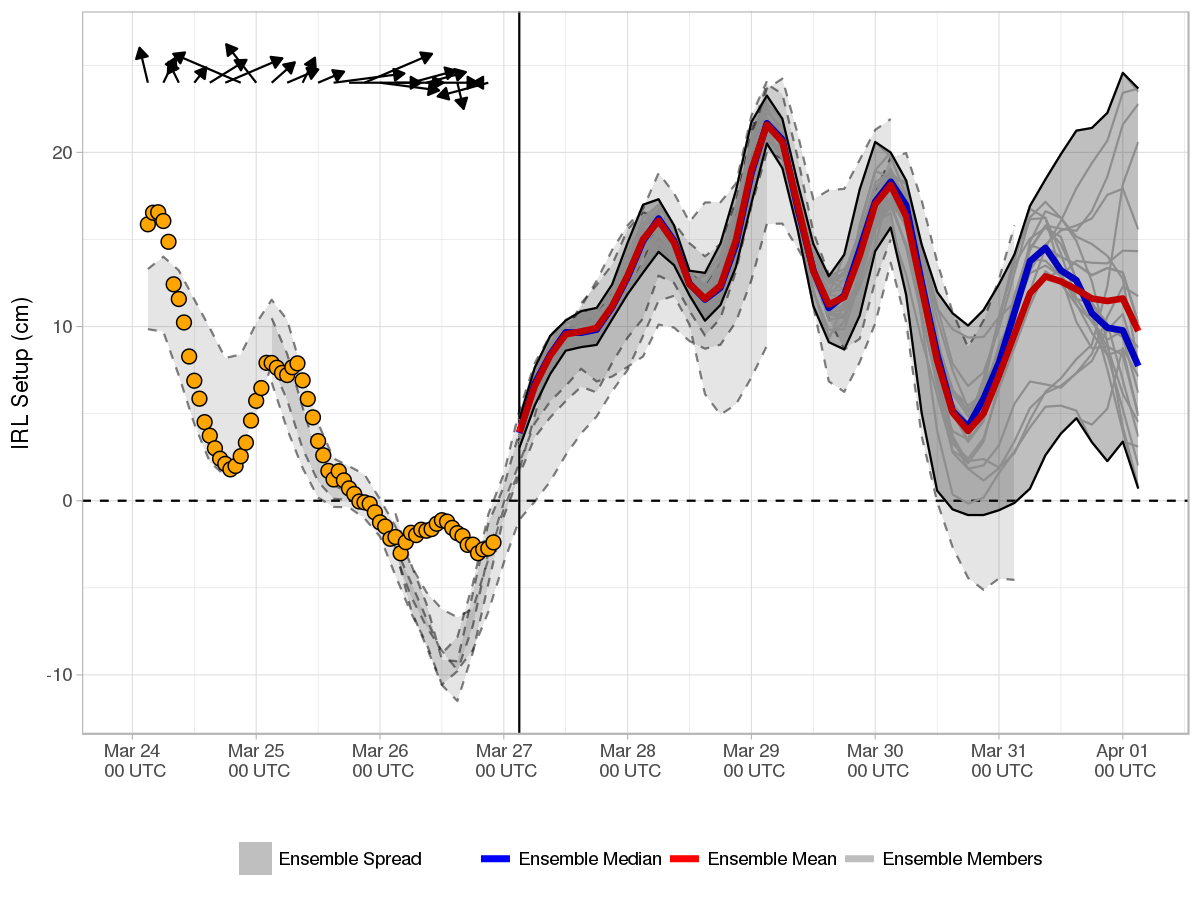 IRL Setup (cm)
20
10
0
-10
Mar 24 00 UTC
Mar 25 00 UTC
Mar 26 00 UTC
Mar 27 00 UTC
Mar 28 00 UTC
Mar 29 00 UTC
Mar 30 00 UTC
Mar 31 00 UTC
Apr 01 00 UTC
Ensemble Spread
Ensemble Median
Ensemble Mean
Ensemble Members